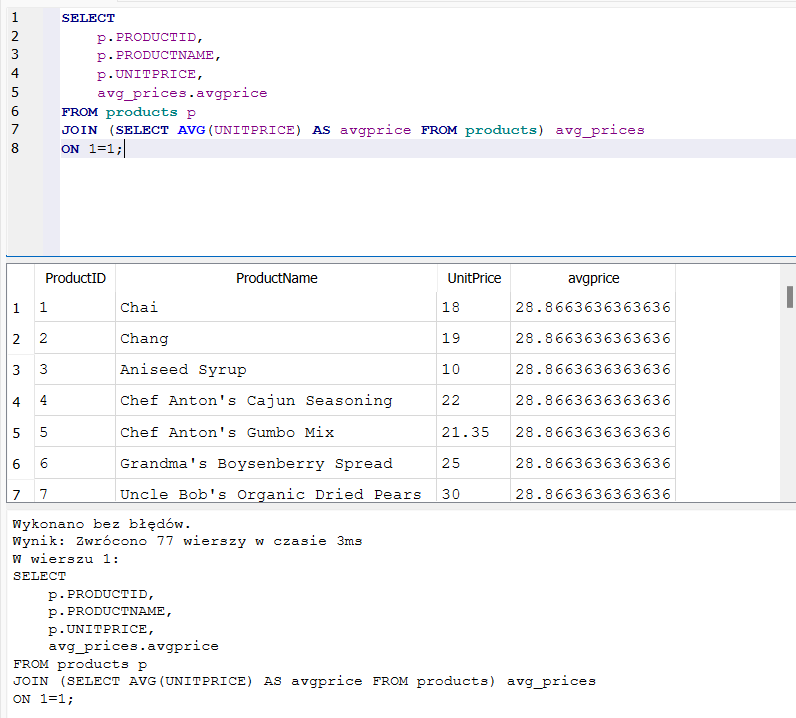 1 SELECT
2     p.PRODUCTID,
3     p.PRODUCTNAME,
4     p.UNITPRICE,
5     avg_prices.avgprice
6 FROM products p
7 JOIN (SELECT AVG(UNITPRICE) AS avgprice FROM products) avg_prices
8 ON 1=1;
ProductID ProductName UnitPrice avgprice
1 1 Chai 18 28.8663636363636
2 2 Chang 19 28.8663636363636
3 3 Aniseed Syrup 10 28.8663636363636
4 4 Chef Anton's Cajun Seasoning 22 28.8663636363636
5 5 Chef Anton's Gumbo Mix 21.35 28.8663636363636
6 6 Grandma's Boysenberry Spread 25 28.8663636363636
7 7 Uncle Bob's Organic Dried Pears 30 28.8663636363636
Wykonano bez błędów.
Wynik: Zwrócono 77 wierszy w czasie 3ms
W wierszu 1:
SELECT
    p.PRODUCTID,
    p.PRODUCTNAME,
    p.UNITPRICE,
    avg_prices.avgprice
FROM products p
JOIN (SELECT AVG(UNITPRICE) AS avgprice FROM products) avg_prices
ON 1=1;